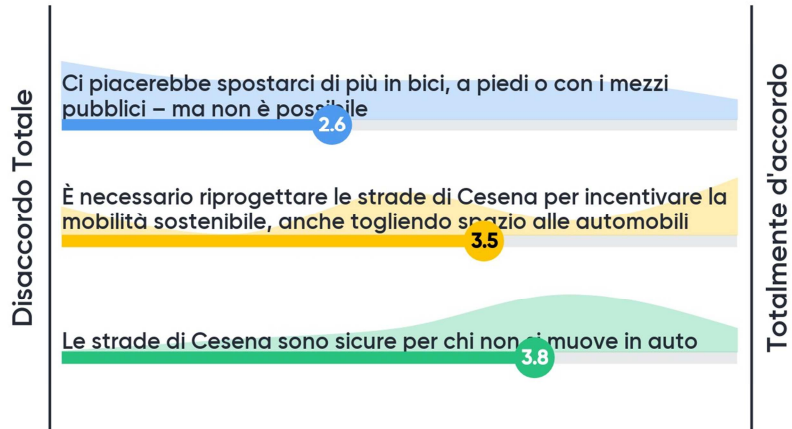 Disaccordo Totale
Ci piacerebbe spostarci di più in bici, a piedi o con i mezzi
pubblici – ma non è possibile
2.6
È necessario riprogettare le strade di Cesena per incentivare la
mobilità sostenibile, anche togliendo spazio alle automobili
3.5
Le strade di Cesena sono sicure per chi non si muove in auto
3.8
Totalmente d'accordo